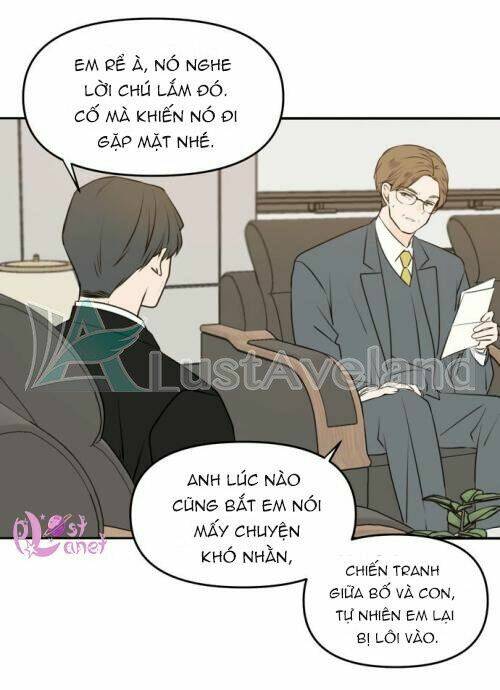 EM RỂ À, NÓ NGHE
LỜI CHÚ LẮM ĐÓ.
CỐ MÀ KHIẾN NÓ ĐI
GẶP MẶT NHÉ.
LustAveland
Lost
Planet
ANH LÚC NÀO
CŨNG BẮT EM NÓI
MẤY CHUYỆN
KHÓ NHẰN,
CHIẾN TRANH
GIỮA BỐ VÀ CON,
TỰ NHIÊN EM LẠI
BỊ LÔI VÀO.